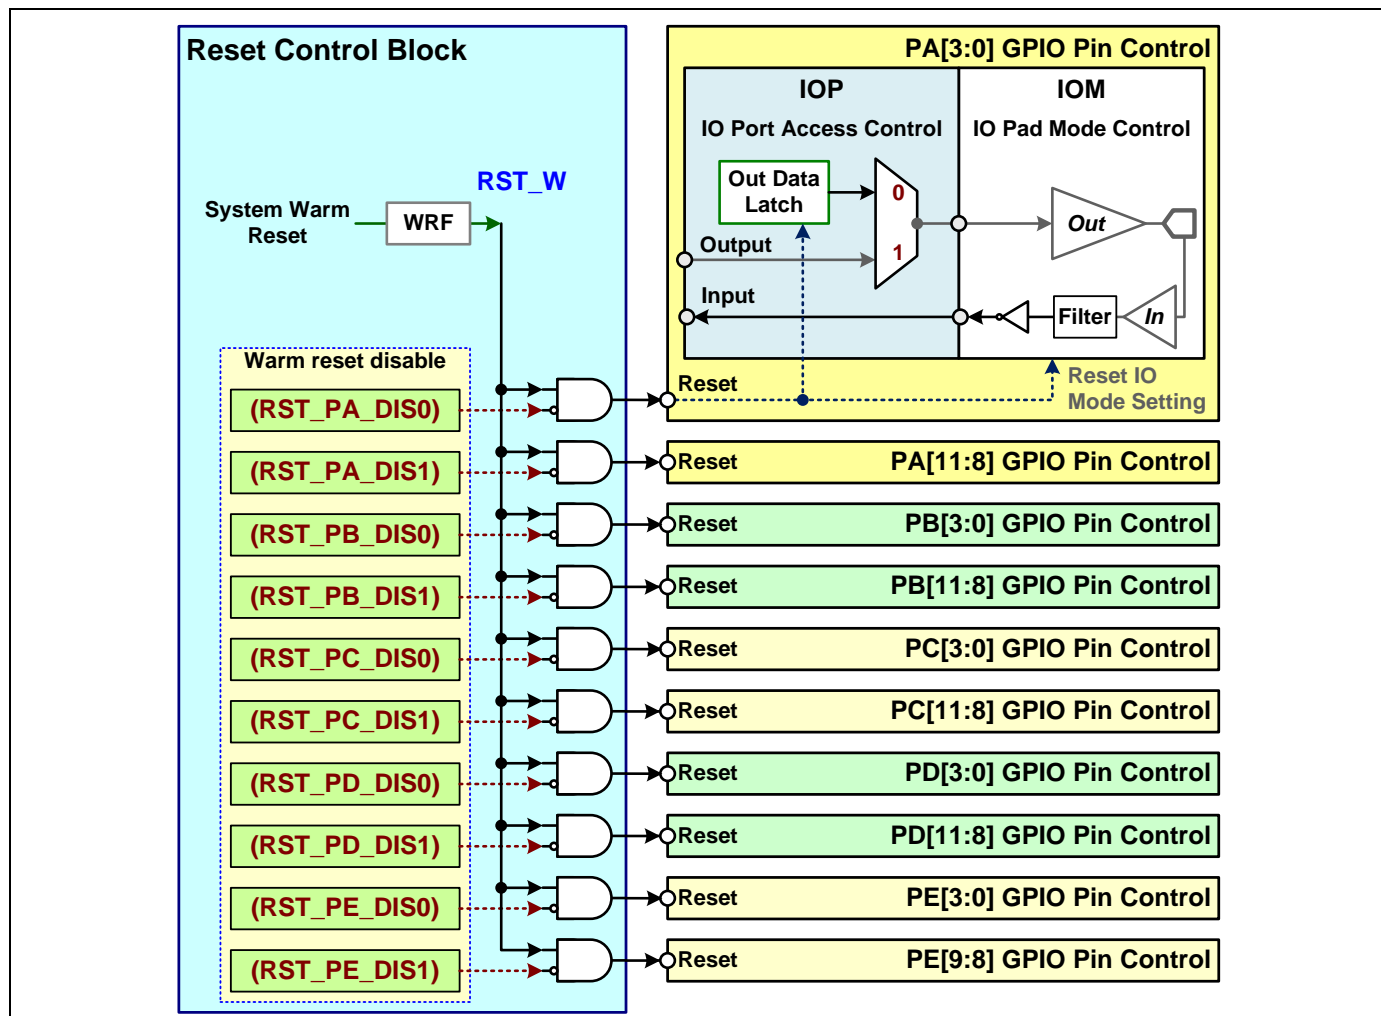 Reset Control Block
RST_W
System Warm
Reset
WRF
Warm reset disable
(RST_PA_DIS0)
(RST_PA_DIS1)
(RST_PB_DIS0)
(RST_PB_DIS1)
(RST_PC_DIS0)
(RST_PC_DIS1)
(RST_PD_DIS0)
(RST_PD_DIS1)
(RST_PE_DIS0)
(RST_PE_DIS1)
PA[3:0] GPIO Pin Control
IOP
IO Port Access Control
IOM
IO Pad Mode Control
Out Data
Latch
0
1
Output
Input
Out
In
Filter
Reset
Reset IO
Mode Setting
Reset PA[11:8] GPIO Pin Control
Reset PB[3:0] GPIO Pin Control
Reset PB[11:8] GPIO Pin Control
Reset PC[3:0] GPIO Pin Control
Reset PC[11:8] GPIO Pin Control
Reset PD[3:0] GPIO Pin Control
Reset PD[11:8] GPIO Pin Control
Reset PE[3:0] GPIO Pin Control
Reset PE[9:8] GPIO Pin Control